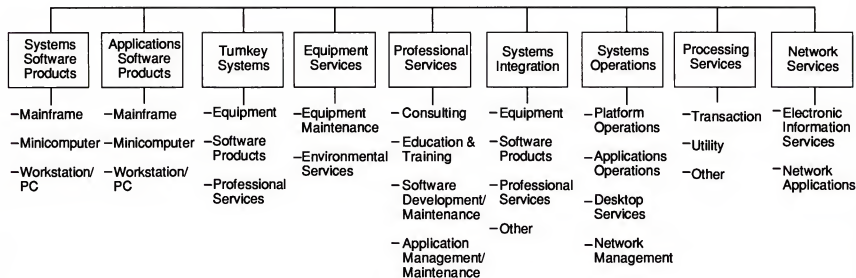 Systems
Software
Products
Applications
Software
Products
Turnkey
Systems
Equipment
Services
Professional
Services
Systems
Integration
Systems
Operations
Processing
Services
Network
Services
–Mainframe
–Minicomputer
–Workstation/
PC
–Mainframe
–Minicomputer
–Workstation/
PC
–Equipment
–Software
Products
–Professional
Services
–Equipment
Maintenance
–Environmental
Services
–Consulting
–Education &
Training
–Software
Development/
Maintenance
–Application
Management/
Maintenance
–Equipment
–Software
Products
–Professional
Services
–Other
–Platform
Operations
–Applications
Operations
–Desktop
Services
–Network
Management
–Transaction
–Utility
–Other
–Electronic
Information
Services
–Network
Applications